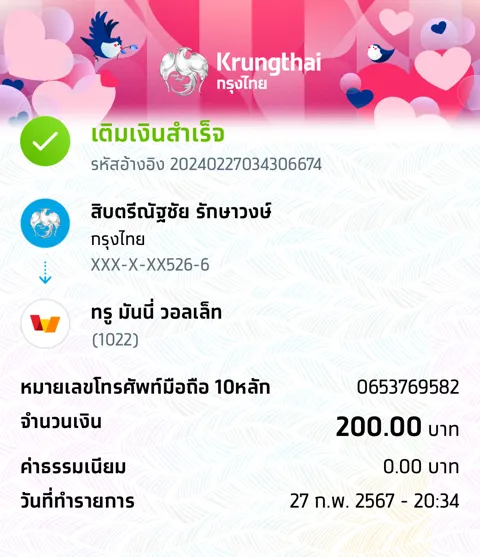 Krungthai
กรุงไทย
เติมเงินสำเร็จ
รหัสอ้างอิง 20240227034306674
สิบตรีณัฐชัย รักษาวงษ์
กรุงไทย
XXX-X-XX526-6
ทรู มันนี่ วอลเล็ท
(1022)
หมายเลขโทรศัพท์มือถือ 10หลัก 0653769582
จำนวนเงิน 200.00 บาท
ค่าธรรมเนียม 0.00 บาท
วันที่ทำรายการ 27 ก.พ. 2567 - 20:34